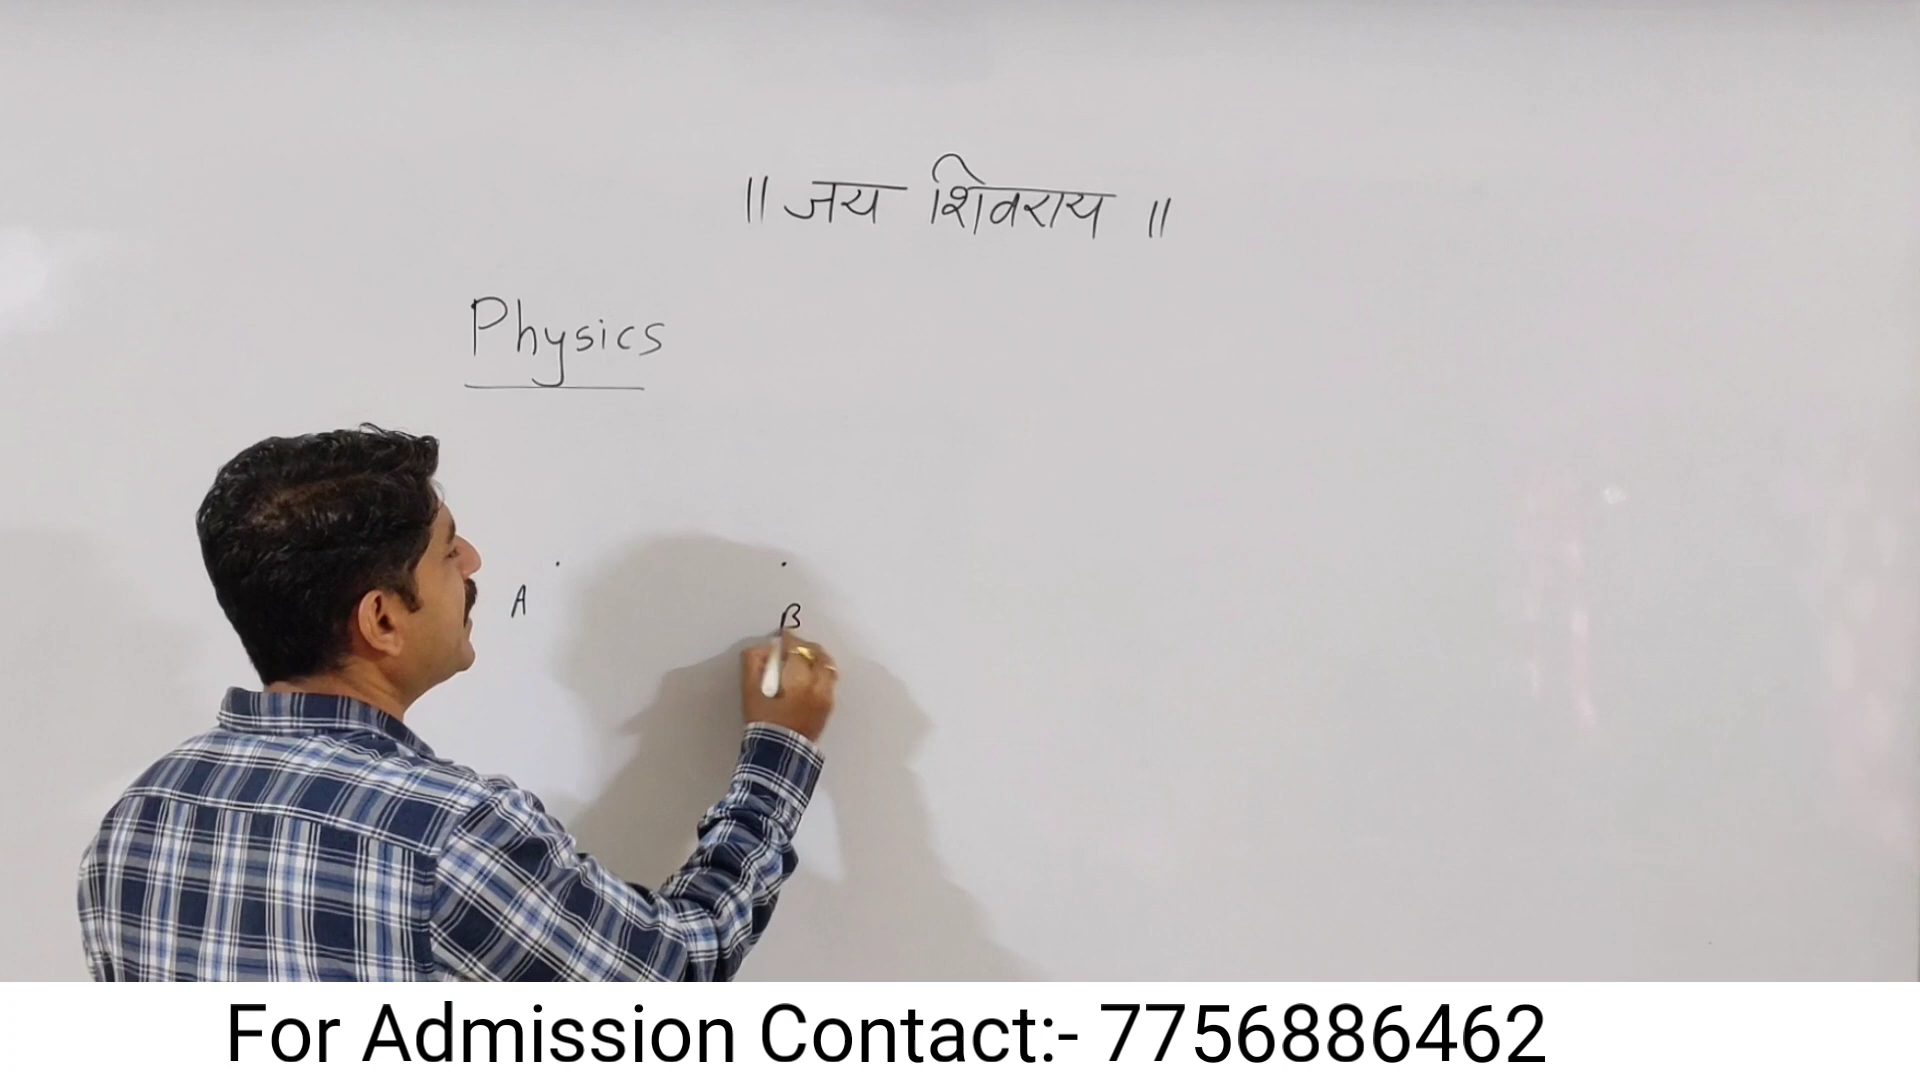 ॥ जय शिवराय ॥
Physics
A
B
For Admission Contact:- 7756886462